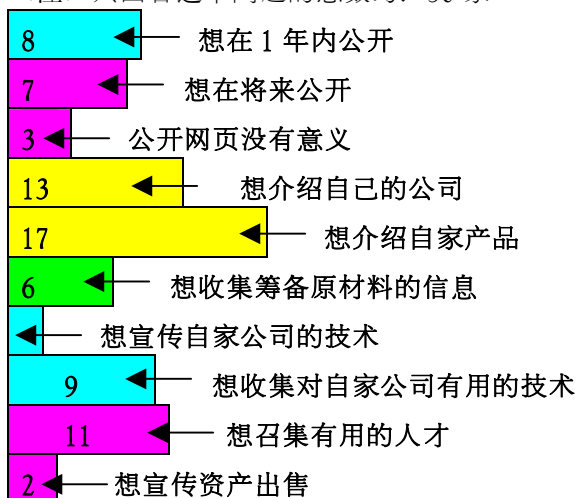 8 想在1年内公开
7 想在将来公开
3 公开网页没有意义
13 想介绍自己的公司
17 想介绍自家产品
6 想收集筹备原材料的信息
想宣传自家公司的技术
9 想收集对自家公司有用的技术
11 想召集有用的人才
2 想宣传资产出售